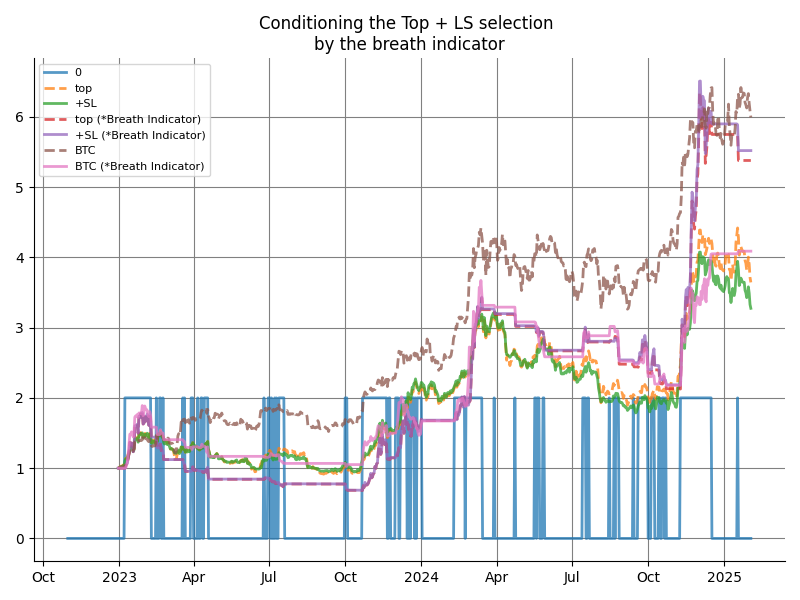 Conditioning the Top + LS selection
by the breath indicator
0
top
+SL
top (*Breath Indicator)
+SL (*Breath Indicator)
BTC
BTC (*Breath Indicator)
6
5
4
3
2
1
0
Oct 2023 Apr Jul Oct 2024 Apr Jul Oct 2025